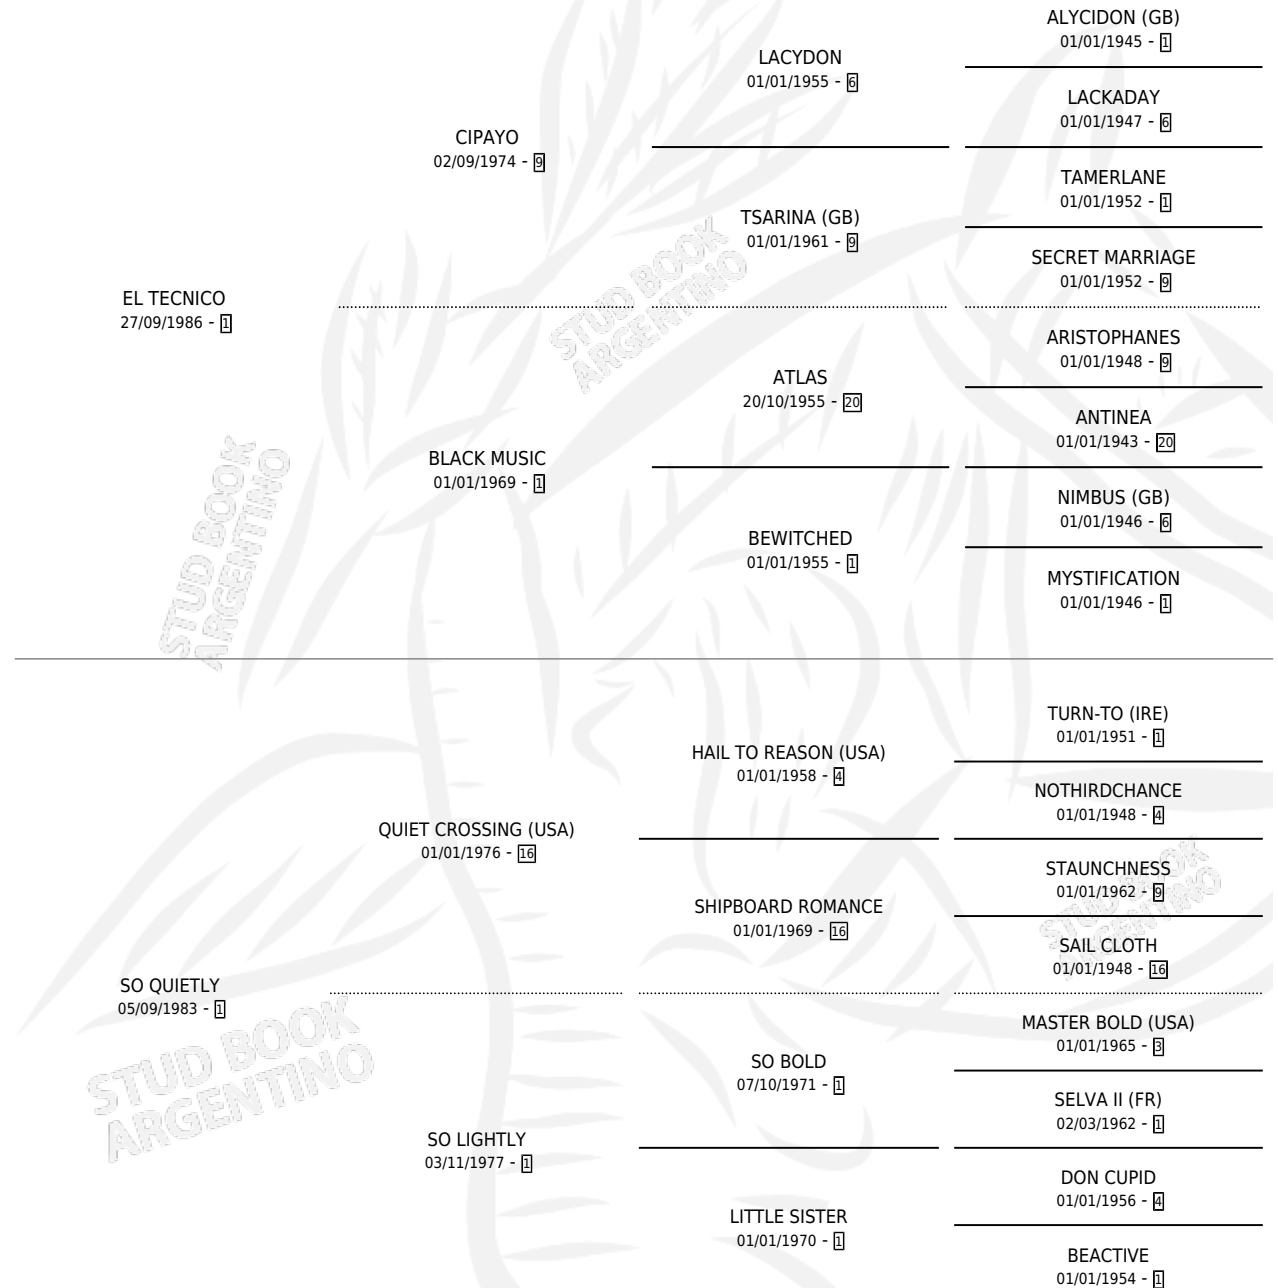 ALYCIDON (GB)
01/01/1945 - 1
LACYDON
01/01/1955 - 6
LACKADAY
01/01/1947 - 6
CIPAYO
02/09/1974 - 9
TAMERLANE
01/01/1952 - 1
TSARINA (GB)
01/01/1961 - 9
SECRET MARRIAGE
01/01/1952 - 9
EL TECNICO
27/09/1986 - 1
ARISTOPHANES
01/01/1948 - 9
ATLAS
20/10/1955 - 20
ANTINEA
01/01/1943 - 20
BLACK MUSIC
01/01/1969 - 1
NIMBUS (GB)
01/01/1946 - 6
BEWITCHED
01/01/1955 - 1
MYSTIFICATION
01/01/1946 - 1
TURN-TO (IRE)
01/01/1951 - 1
HAIL TO REASON (USA)
01/01/1958 - 4
NOTHIRDCHANCE
01/01/1948 - 4
QUIET CROSSING (USA)
01/01/1976 - 16
STAUNCHNESS
01/01/1962 - 9
SHIPBOARD ROMANCE
01/01/1969 - 16
SAIL CLOTH
01/01/1948 - 16
SO QUIETLY
05/09/1983 - 1
MASTER BOLD (USA)
01/01/1965 - 3
SO BOLD
07/10/1971 - 1
SELVA II (FR)
02/03/1962 - 1
SO LIGHTLY
03/11/1977 - 1
DON CUPID
01/01/1956 - 4
LITTLE SISTER
01/01/1970 - 1
BEACTIVE
01/01/1954 - 1
STUD BOOK
ARGENTINO
STUD BOOK
ARGENTINO
STUD BOOK
ARGENTINO
STUD BOOK
ARGENTINO